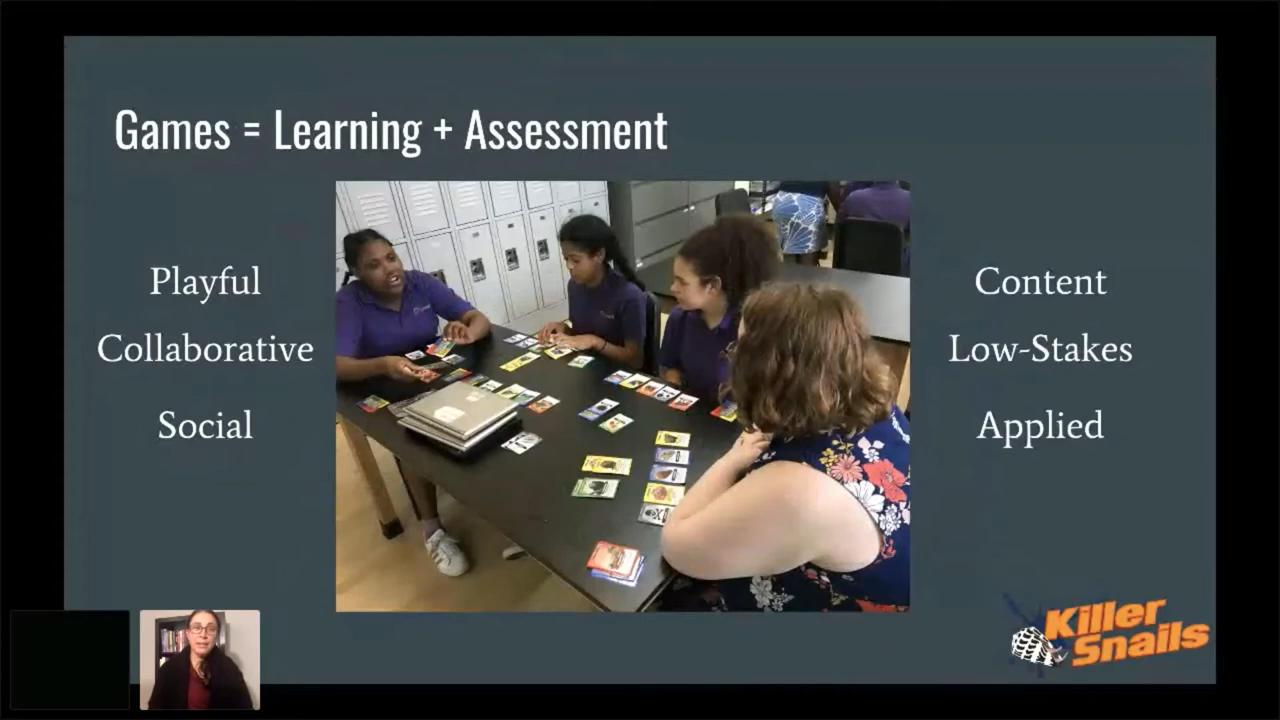 Games = Learning + Assessment
Playful
Collaborative
Social
Content
Low-Stakes
Applied
Killer
Snails